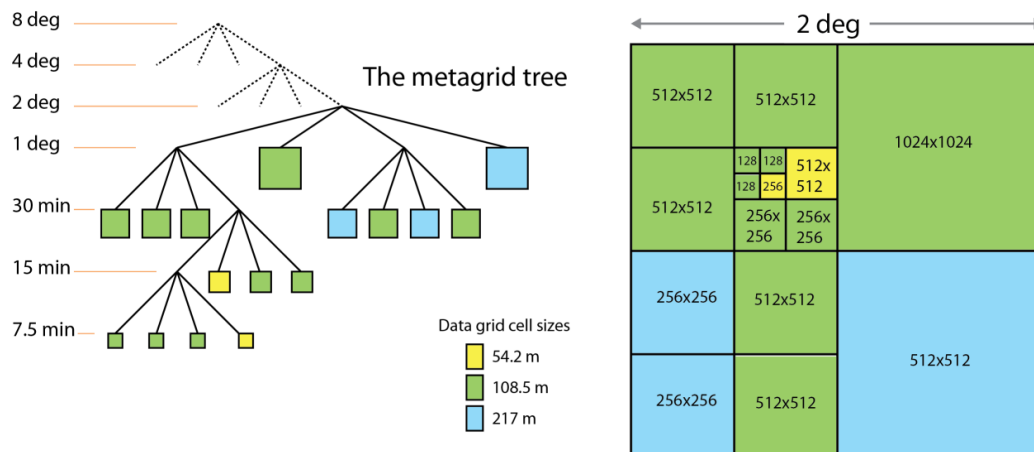 8 deg
4 deg
2 deg
1 deg
30 min
15 min
7.5 min
The metagrid tree
Data grid cell sizes
54.2 m
108.5 m
217 m
2 deg
512x512
512x512
1024x1024
512x512
128
128
512x
512
128
256
256x
256
256x
256
256x256
512x512
512x512
256x256
512x512